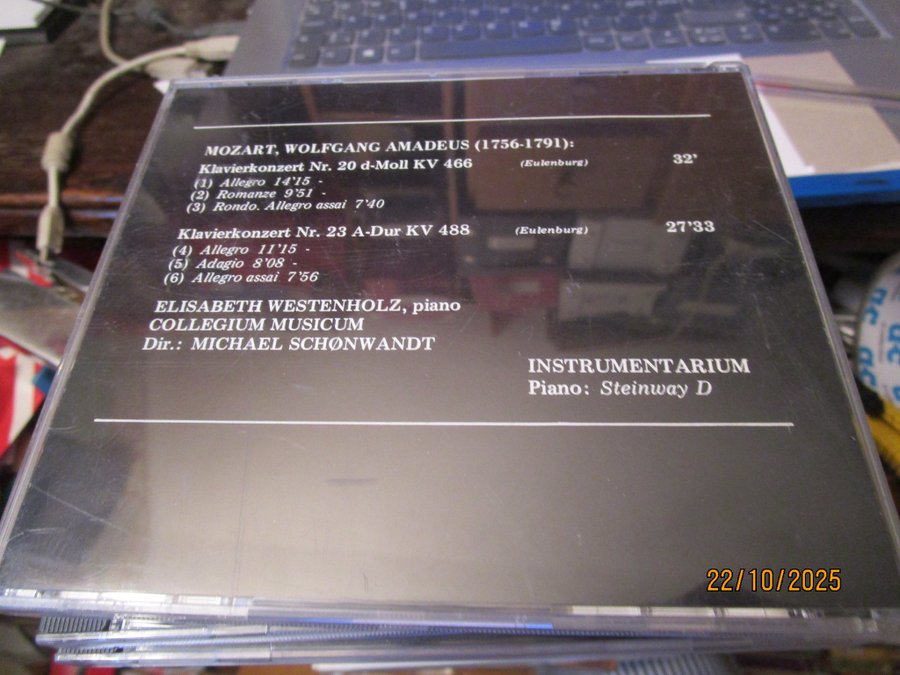 MOZART, WOLFGANG AMADEUS (1756-1791):
Klavierkonzert Nr. 20 d-Moll KV 466 (Eulenburg) 32'
(1) Allegro 14'15 -
(2) Romanze 9'51 -
(3) Rondo. Allegro assai 7'40
Klavierkonzert Nr. 23 A-Dur KV 488 (Eulenburg) 27'33
(4) Allegro 11'15 -
(5) Adagio 8'08 -
(6) Allegro assai 7'56
ELISABETH WESTENHOLZ, piano
COLLEGIUM MUSICUM
Dir.: MICHAEL SCHØNWANDT
INSTRUMENTARIUM
Piano: Steinway D
22/10/2025